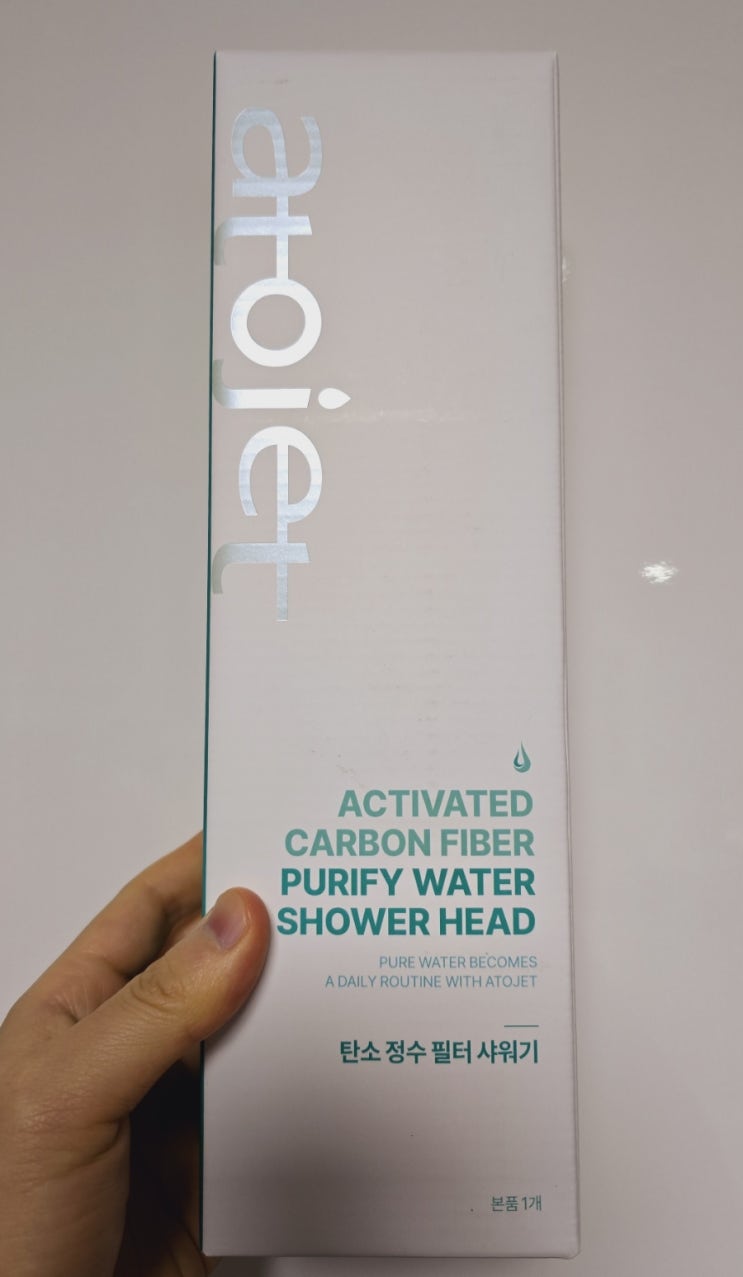 atojet
ACTIVATED
CARBON FIBER
PURIFY WATER
SHOWER HEAD
PURE WATER BECOMES
A DAILY ROUTINE WITH ATOJET
탄소 정수 필터 샤워기
본품 1개